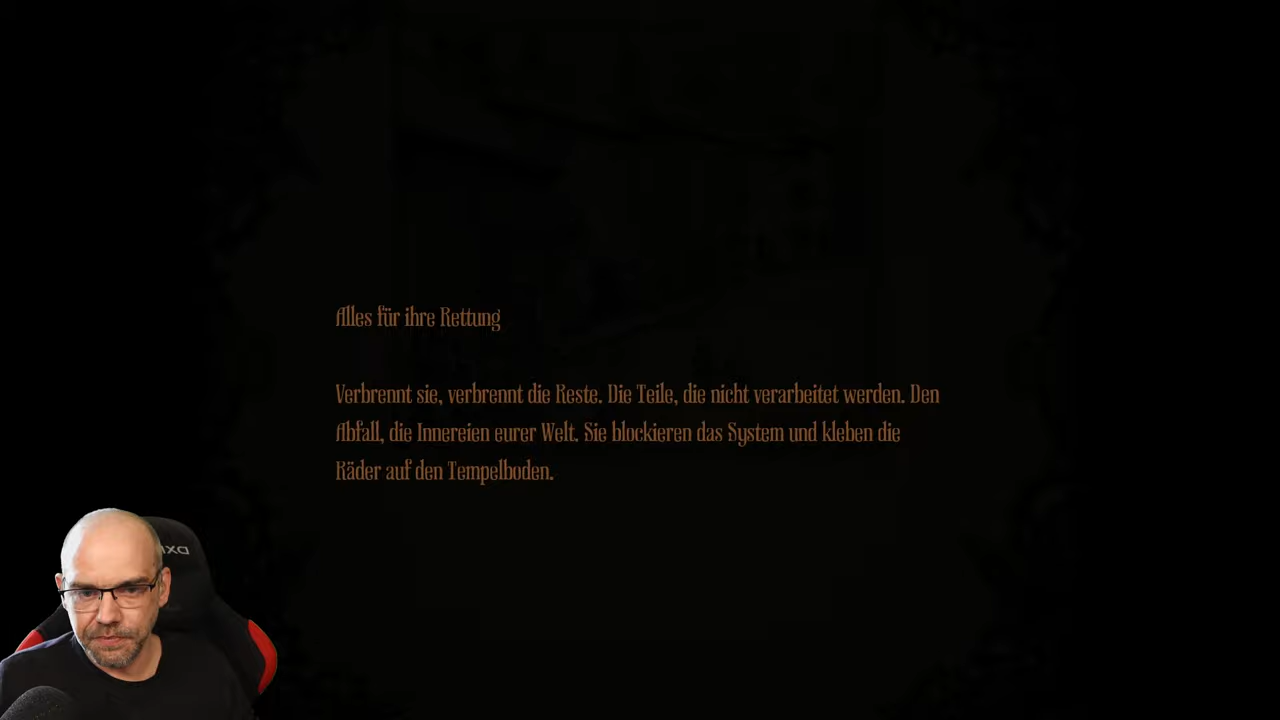 Alles für ihre Rettung
Verbrennt sie, verbrennt die Reste. Die Teile, die nicht verarbeitet werden. Den
Abfall, die Innereien eurer Welt. Sie blockieren das System und kleben die
Räder auf den Tempelboden.